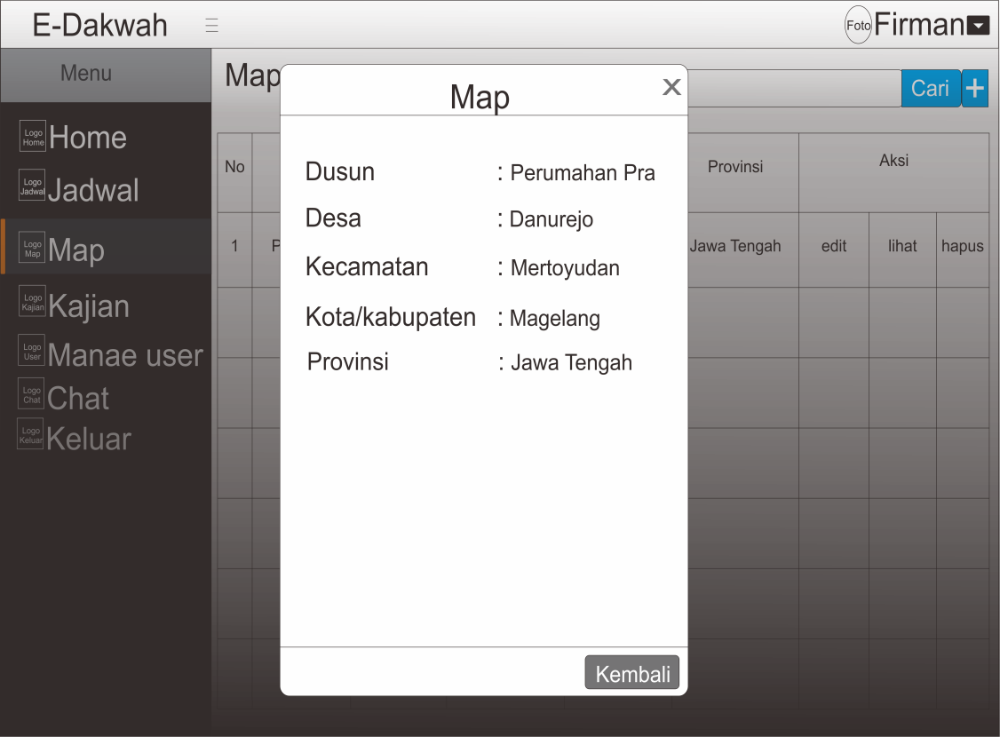 E-Dakwah
Foto Firman
Menu
Logo Home Home
Logo Jadwal Jadwal
Logo Map Map
Logo Kajian Kajian
Logo User Manae user
Logo Chat Chat
Logo Keluar Keluar
Map
Cari +
No Provinsi Aksi
1 P Jawa Tengah edit lihat hapus
Map X
Dusun : Perumahan Pra
Desa : Danurejo
Kecamatan : Mertoyudan
Kota/kabupaten : Magelang
Provinsi : Jawa Tengah
Kembali